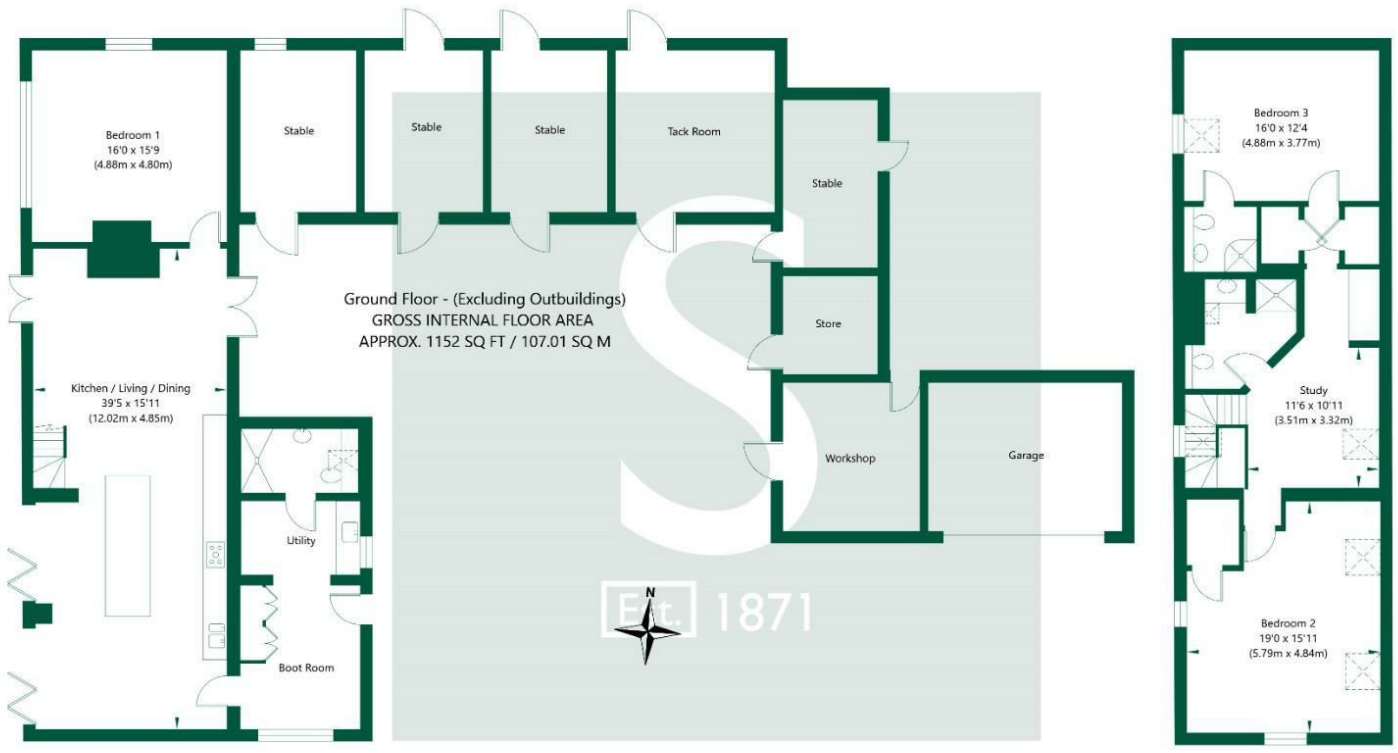 Bedroom 1
16'0 x 15'9
(4.88m x 4.80m)
Stable
Stable
Stable
Tack Room
Stable
Store
Ground Floor - (Excluding Outbuildings)
GROSS INTERNAL FLOOR AREA
APPROX. 1152 SQ FT / 107.01 SQ M
Kitchen / Living / Dining
39'5 x 15'11
(12.02m x 4.85m)
Workshop
Garage
Utility
Boot Room
S
Est. 1871
N
Bedroom 3
16'0 x 12'4
(4.88m x 3.77m)
Study
11'6 x 10'11
(3.51m x 3.32m)
Bedroom 2
19'0 x 15'11
(5.79m x 4.84m)